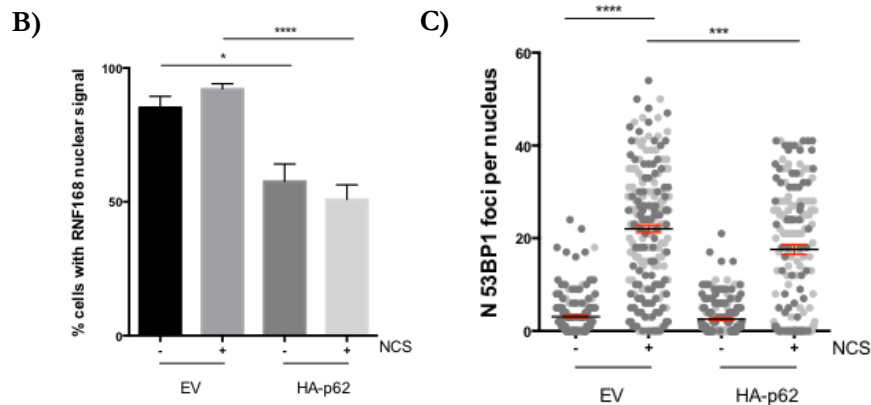 B)
****
*
% cells with RNF168 nuclear signal
100
50
0
- + - + NCS
EV HA-p62
C)
****
***
N 53BP1 foci per nucleus
60
40
20
0
- + - + NCS
EV HA-p62